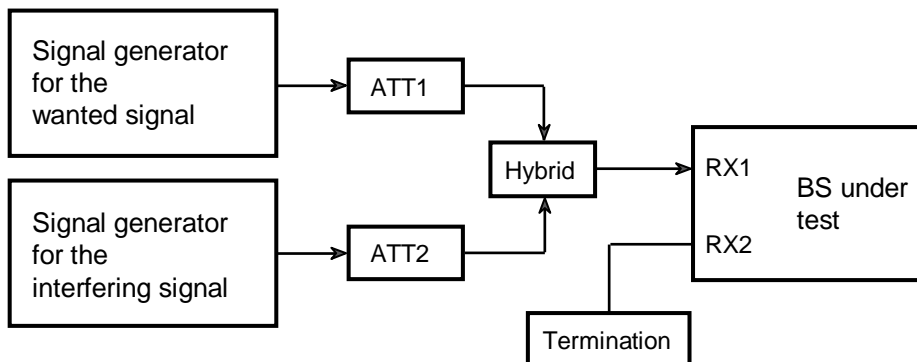 Signal generator
for the
wanted signal
ATT1
Hybrid
RX1
BS under
test
RX2
Signal generator
for the
interfering signal
ATT2
Termination